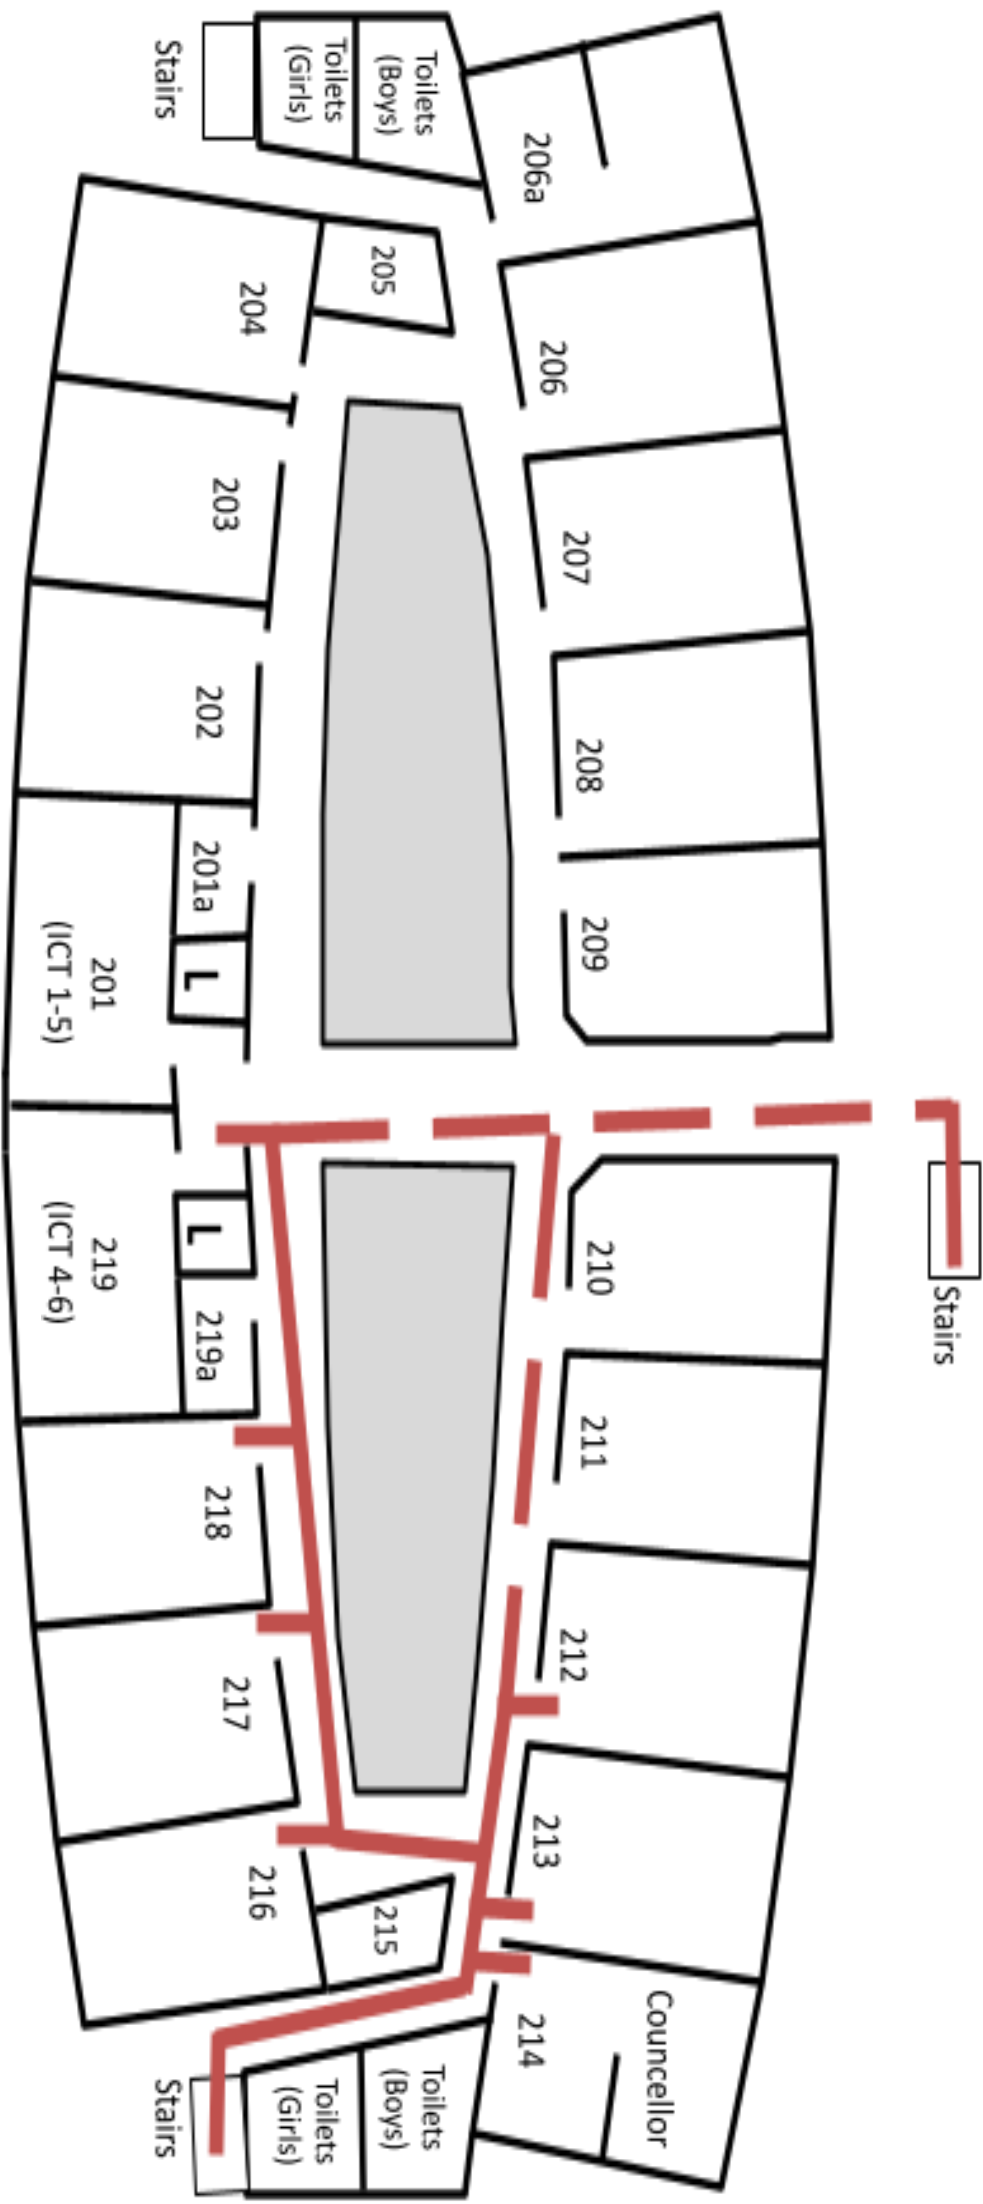 Stairs
Toilets
(Girls)
Toilets
(Boys)
206a
205
204
206
203
207
202
208
201a
209
L
201
(ICT 1-5)
Stairs
210
L
219
(ICT 4-6)
219a
211
218
212
217
213
216
215
214
Councellor
Toilets
(Boys)
Toilets
(Girls)
Stairs